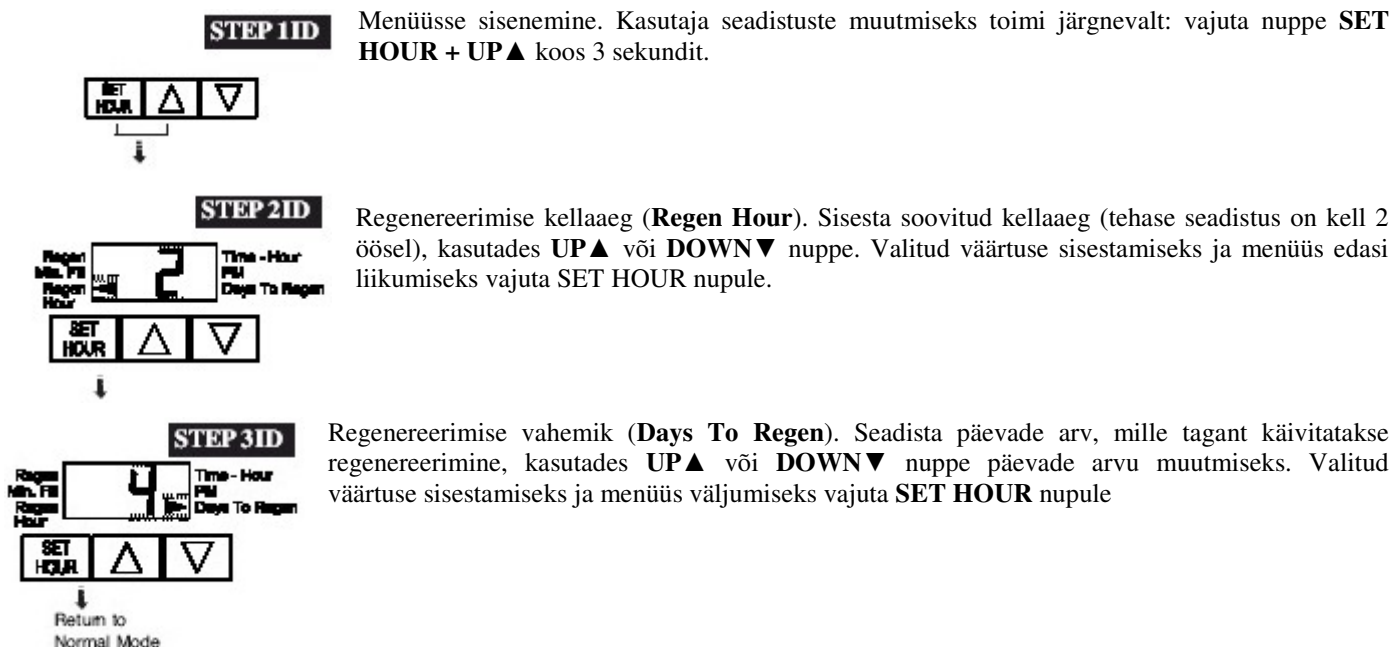 STEP 1ID
Menüüsse sisenemine. Kasutaja seadistuste muutmiseks toimi järgnevalt: vajuta nuppe SET
HOUR + UP▲ koos 3 sekundit.
SET
HOUR
STEP 2ID
Regenereerimise kellaaeg (Regen Hour). Sisesta soovitud kellaaeg (tehase seadistus on kell 2
öösel), kasutades UP▲ või DOWN▼ nuppe. Valitud väärtuse sisestamiseks ja menüüs edasi
liikumiseks vajuta SET HOUR nupule.
Regen
Min. Fill
Regen
Hour
2
Time - Hour
PM
Days To Regen
SET
HOUR
STEP 3ID
Regenereerimise vahemik (Days To Regen). Seadista päevade arv, mille tagant käivitatakse
regenereerimine, kasutades UP▲ või DOWN▼ nuppe päevade arvu muutmiseks. Valitud
väärtuse sisestamiseks ja menüüs väljumiseks vajuta SET HOUR nupule
Regen
Min. Fill
Regen
Hour
4
Time - Hour
PM
Days To Regen
SET
HOUR
Return to
Normal Mode